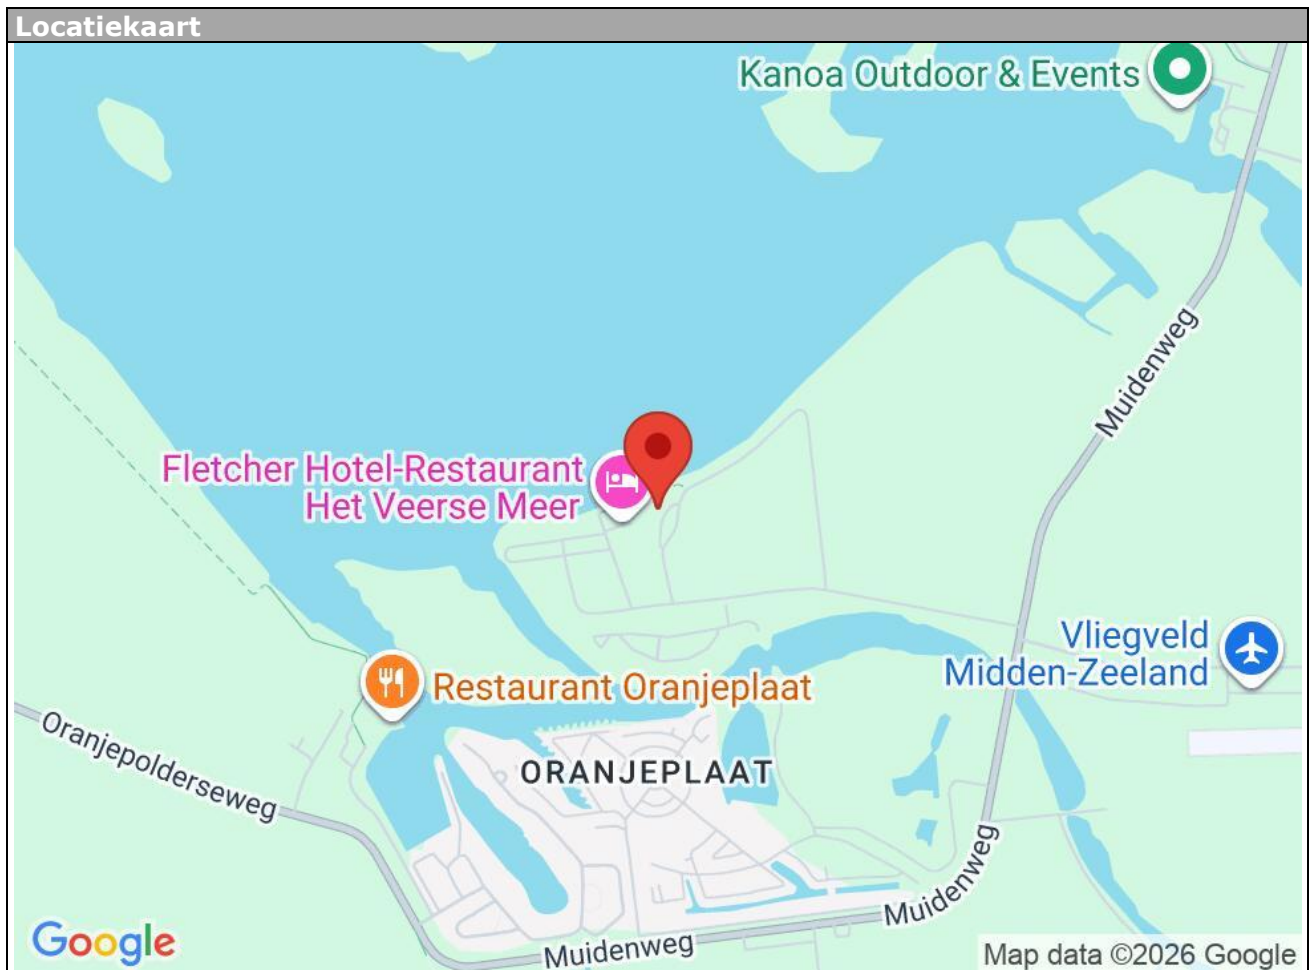 Locatiekaart
Kanoa Outdoor & Events
Muidenweg
Fletcher Hotel-Restaurant
Het Veerse Meer
Vliegveld
Midden-Zeeland
Restaurant Oranjeplaat
Oranjepolderseweg
ORANJEPLAAT
Muidenweg
Muidenweg
Google
Map data ©2026 Google